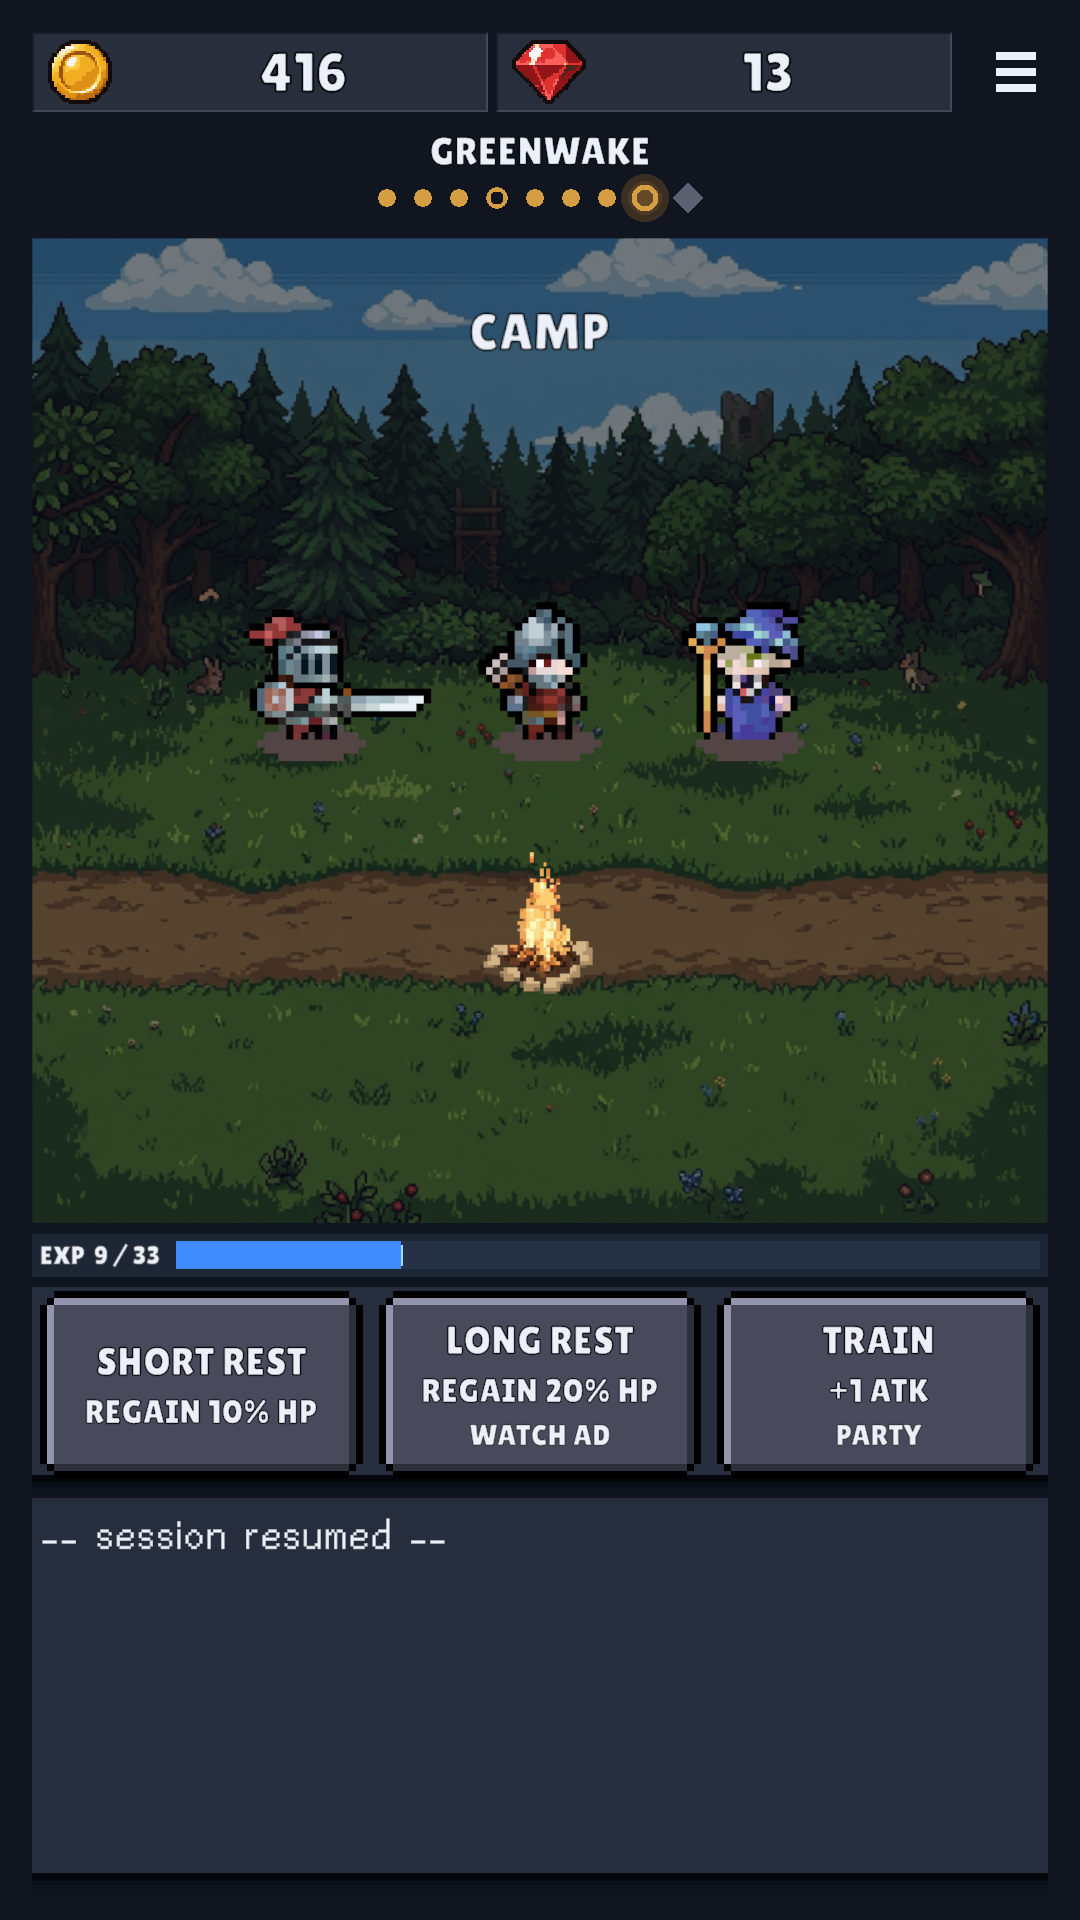 416
13
GREENWAKE
CAMP
EXP 9/33
SHORT REST
REGAIN 10% HP
LONG REST
REGAIN 20% HP
WATCH AD
TRAIN
+1 ATK
PARTY
-- session resumed --